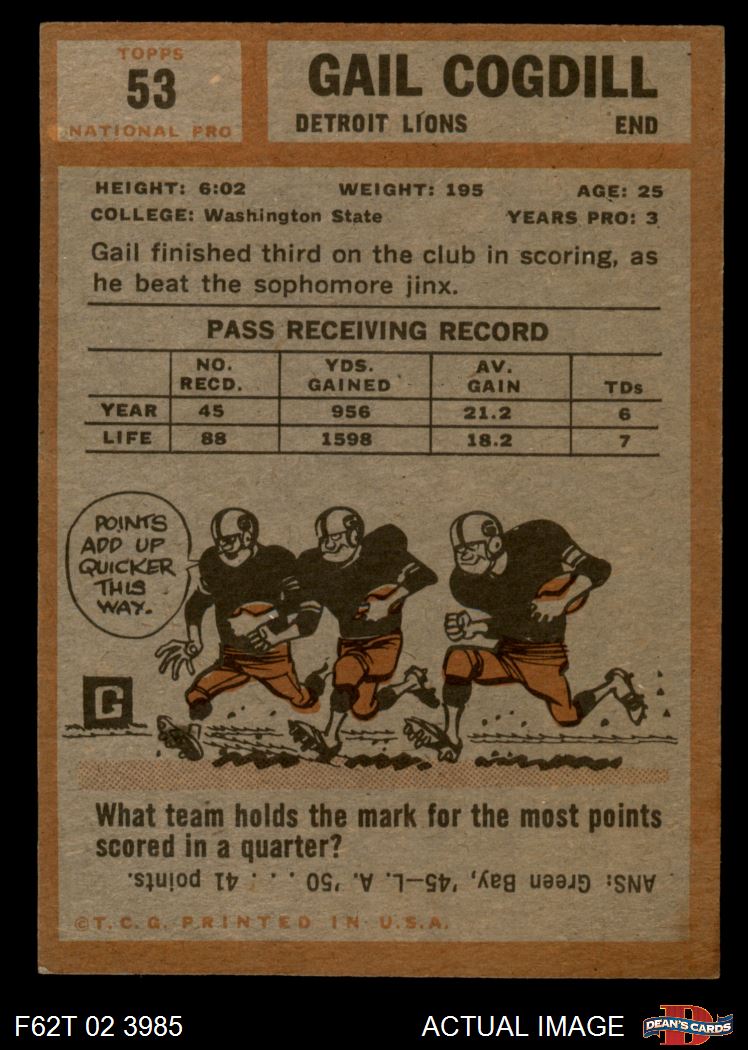 TOPPS
53
NATIONAL PRO
GAIL COGDILL
DETROIT LIONS END
HEIGHT: 6:02 WEIGHT: 195 AGE: 25
COLLEGE: Washington State YEARS PRO: 3
Gail finished third on the club in scoring, as
he beat the sophomore jinx.
PASS RECEIVING RECORD
NO. RECD. YDS. GAINED AV. GAIN TDs
YEAR 45 956 21.2 6
LIFE 88 1598 18.2 7
POINTS
ADD UP
QUICKER
THIS
WAY.
G
What team holds the mark for the most points
scored in a quarter?
ANS: Green Bay, '45—L. A. '50 . . . 41 points.
©T. C. G. PRINTED IN U.S.A.
F62T 02 3985 ACTUAL IMAGE
D
DEAN'S CARDS